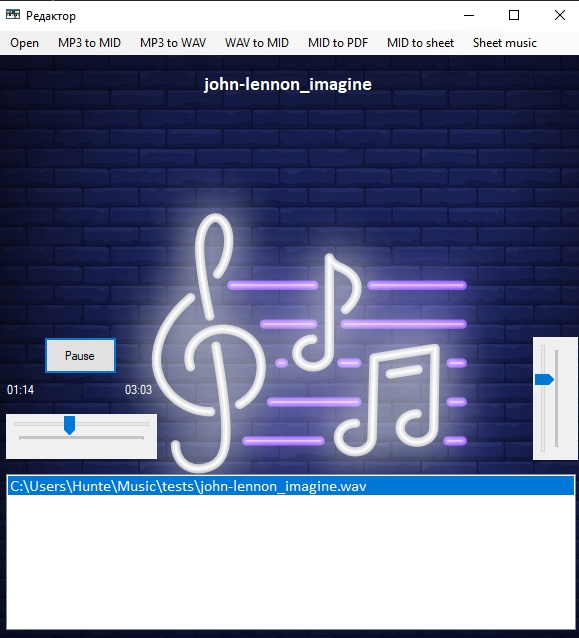 Редактор
Open MP3 to MID MP3 to WAV WAV to MID MID to PDF MID to sheet Sheet music
john-lennon_imagine
Pause
01:14 03:03
C:\Users\Hunte\Music\tests\john-lennon_imagine.wav